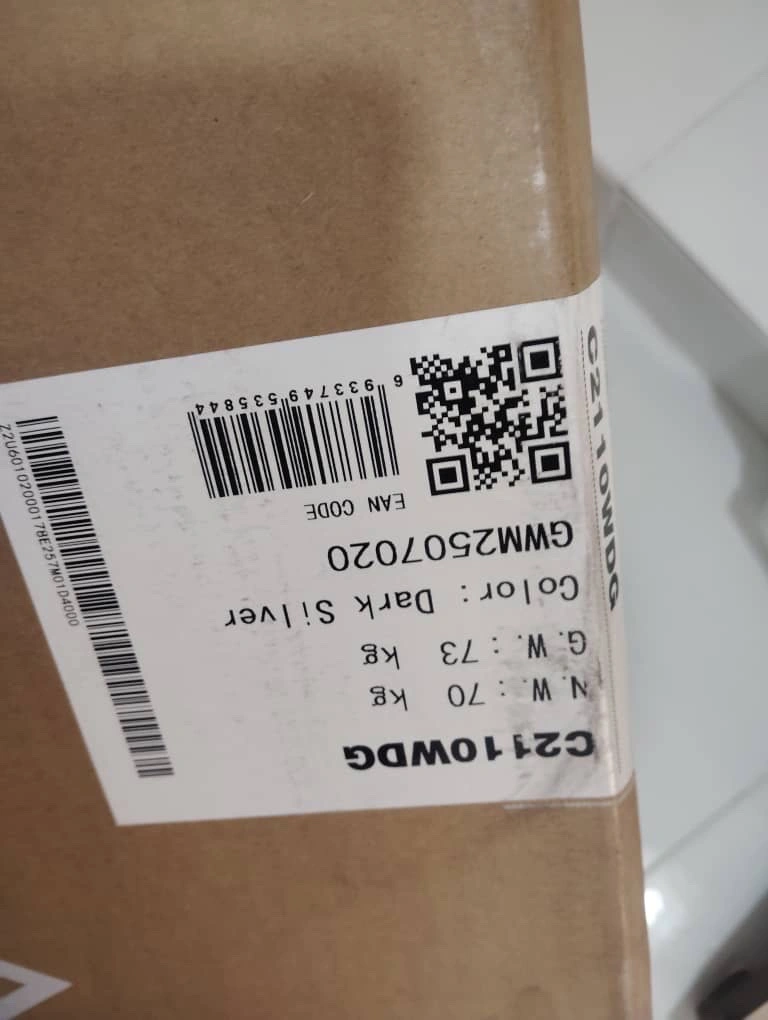 C2110WDG
N. W. : 70 kg
G. W. : 73 kg
Color: Dark Silver
GWM2507020
EAN CODE
6 933749 535844
Z2U60102000178E257M01D4000
C2110WDG